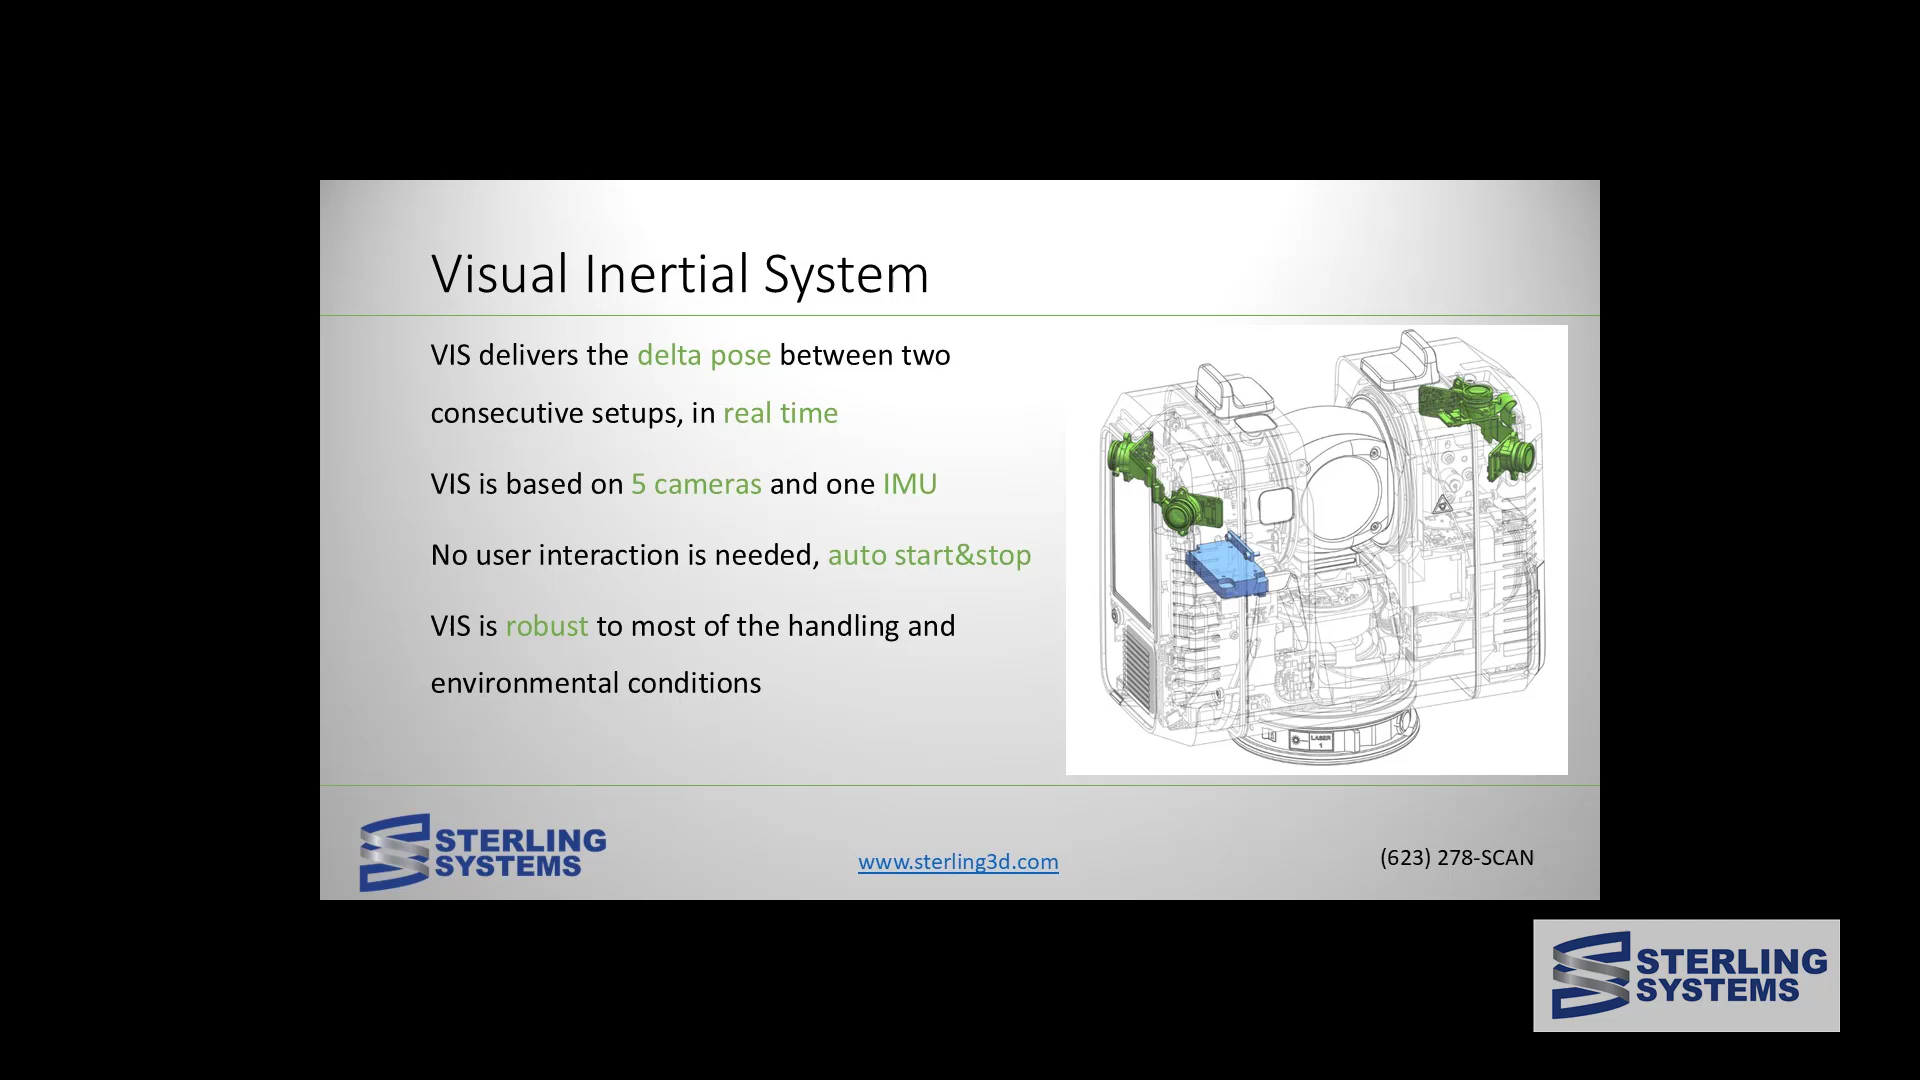 Visual Inertial System
VIS delivers the delta pose between two
consecutive setups, in real time
VIS is based on 5 cameras and one IMU
No user interaction is needed, auto start&stop
VIS is robust to most of the handling and
environmental conditions
LASER
1
STERLING
SYSTEMS
www.sterling3d.com
(623) 278-SCAN
STERLING
SYSTEMS